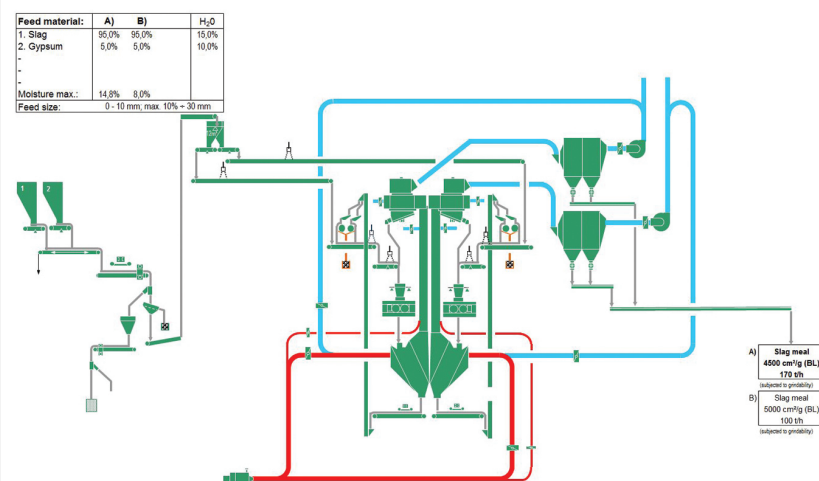 Feed material: A) B) H₂0
1. Slag 95,0% 95,0% 15,0%
2. Gypsum 5,0% 5,0% 10,0%
-
-
-
Moisture max.: 14,8% 8,0%
Feed size: 0 - 10 mm; max. 10% ÷ 30 mm
1 2
A) Slag meal
4500 cm²/g (BL)
170 t/h
(subjected to grindability)
B) Slag meal
5000 cm²/g (BL)
100 t/h
(subjected to grindability)